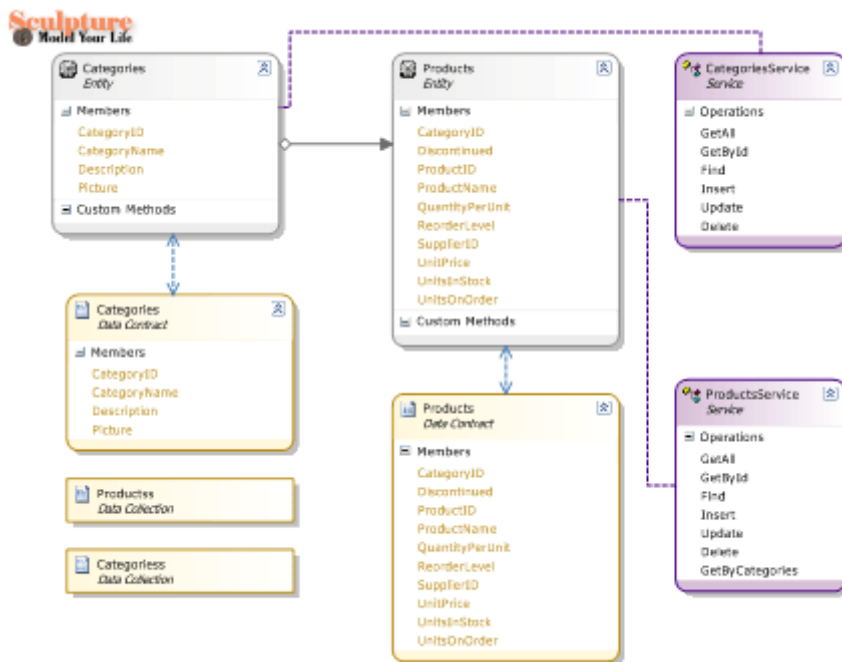 Sculpture
Model Your Life
Categories
Entity
Members
CategoryID
CategoryName
Description
Picture
Custom Methods
Products
Entity
Members
CategoryID
Discontinued
ProductID
ProductName
QuantityPerUnit
ReorderLevel
SupplierID
UnitPrice
UnitsInStock
UnitsOnOrder
Custom Methods
CategoriesService
Service
Operations
GetAll
GetById
Find
Insert
Update
Delete
Categories
Data Contract
Members
CategoryID
CategoryName
Description
Picture
Productss
Data Collection
Categoriess
Data Collection
Products
Data Contract
Members
CategoryID
Discontinued
ProductID
ProductName
QuantityPerUnit
ReorderLevel
SupplierID
UnitPrice
UnitsInStock
UnitsOnOrder
ProductsService
Service
Operations
GetAll
GetById
Find
Insert
Update
Delete
GetByCategories